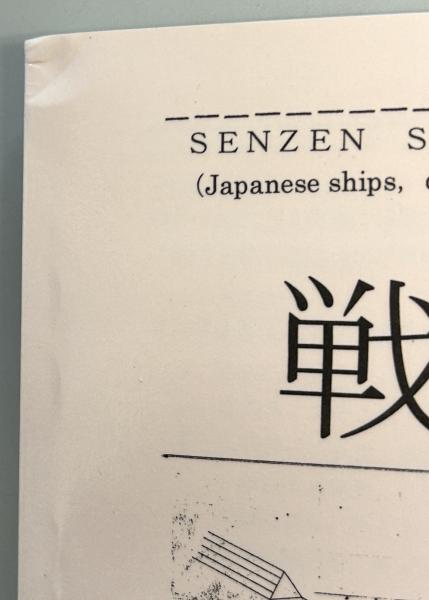 SENZEN S
(Japanese ships,
戦